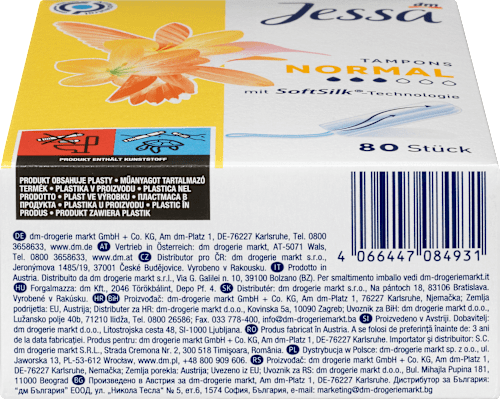 Jessa
dm
TAMPONS
NORMAL
mit SoftSilk®-Technologie
80 Stück
PRODUKT ENTHÄLT KUNSTSTOFF
PRODUK OBSAHUJE PLASTY • MŰANYAGOT TARTALMAZÓ
TERMÉK • PLASTIKA V PROIZVODU • PLASTICA NEL
PRODOTTO • PLAST VE VÝROBKU • ПЛАСТМАСА В
ПРОДУКТА • PLASTIKA U PROIZVODU • PLASTIC ÎN
PRODUS • PRODUKT ZAWIERA PLASTIK
DE dm-drogerie markt GmbH + Co. KG, Am dm-Platz 1, DE-76227 Karlsruhe, Tel. 0800
3658633, www.dm.de AT Vertrieb in Österreich: dm drogerie markt, AT-5071 Wals,
Tel. 0800 3658633, www.dm.at CZ Distributor pro ČR: dm drogerie markt s.r.o.,
Jeronýmova 1485/19, 37001 České Budějovice. Vyrobeno v Rakousku. IT Prodotto in
Austria. Distribuito da dm drogerie markt s.r.l., Via G. Galilei 10, 39100 Bolzano (BZ). Per smaltimento imballo vedi dm-drogeriemarkt.it
HU Forgalmazza: dm Kft., 2046 Törökbálint, Depo Pf. 4. SK Distribútor: dm drogerie markt, s.r.o., Na pántoch 18, 83106 Bratislava.
Vyrobené v Rakúsku. HR BiH Proizvođač: dm-drogerie markt GmbH + Co. KG, Am dm-Platz 1, 76227 Karlsruhe, Njemačka; Zemlja
podrijetla: EU/Austrija; Uvoznik za HR: dm-drogerie markt d.o.o., Kovinska 5a, 10090 Zagreb; Uvoznik za BiH: dm drogerie markt d.o.o.,
Lužansko polje 40b, 71210 Ilidža, Tel. 0800 26586; Fax. 033 778-400, info@dm-drogeriemarkt.ba SI Proizvedeno v Avstriji. Dobavitelj:
dm drogerie markt d.o.o., Litostrojska cesta 48, SI-1000 Ljubljana. RO Produs fabricat în Austria. A se folosi de preferință înainte de: 3 ani
de la data fabricației. Produs pentru: dm-drogerie markt GmbH + Co. KG, Am dm-Platz 1, 76227 Karlsruhe, Germania. Importator și distribuitor: S.C.
dm drogerie markt S.R.L., Strada Cremona Nr. 2, 300 518 Timișoara, România. PL Dystrybucja w Polsce: dm-drogerie markt sp. z o.o., ul.
Jaworska 13, PL-53-612 Wrocław, www.dm.pl, +48 800 909 606. RS Proizvođač: dm-drogerie markt GmbH + Co. KG, Am dm-Platz 1, 76227
Karlsruhe, Nemačka; Zemlja porekla: Austrija; Uvezeno iz EU; Uvoznik za RS: dm drogerie markt d.o.o., Bul. Mihajla Pupina 181,
11000 Beograd BG Произведено в Австрия за dm-drogerie markt, Am dm-Platz 1, 76227 Karlsruhe, Германия. Дистрибутор за България:
"дм България" ЕООД, ул. „Никола Тесла" № 5, ет.6, 1574 София, България, e-mail: marketing@dm-drogeriemarkt.bg
4 066447 084931